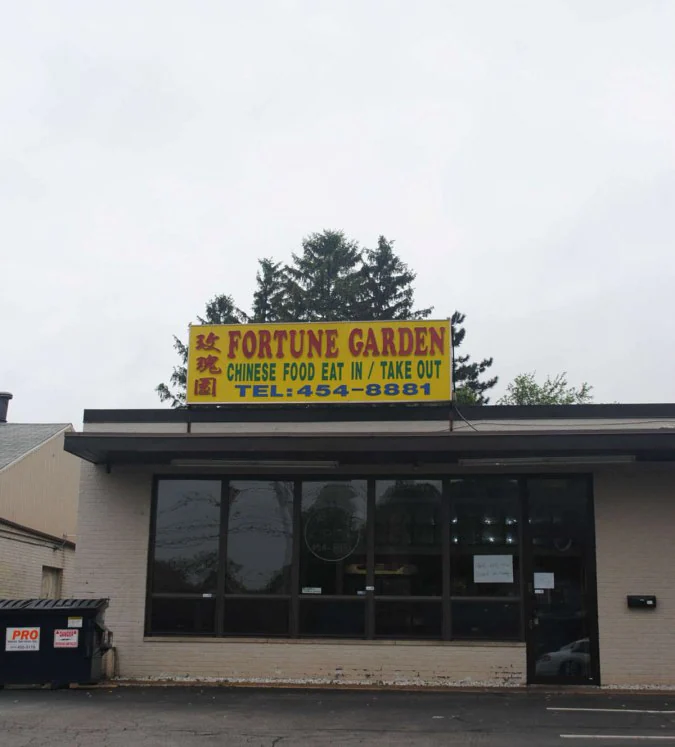 玫瑰園
FORTUNE GARDEN
CHINESE FOOD EAT IN / TAKE OUT
TEL:454-8881
PRO